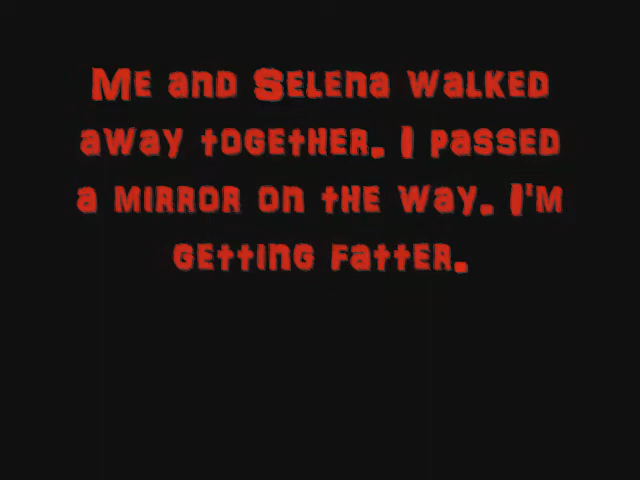 Me and Selena walked
away together. I passed
a mirror on the way. I'm
getting fatter.